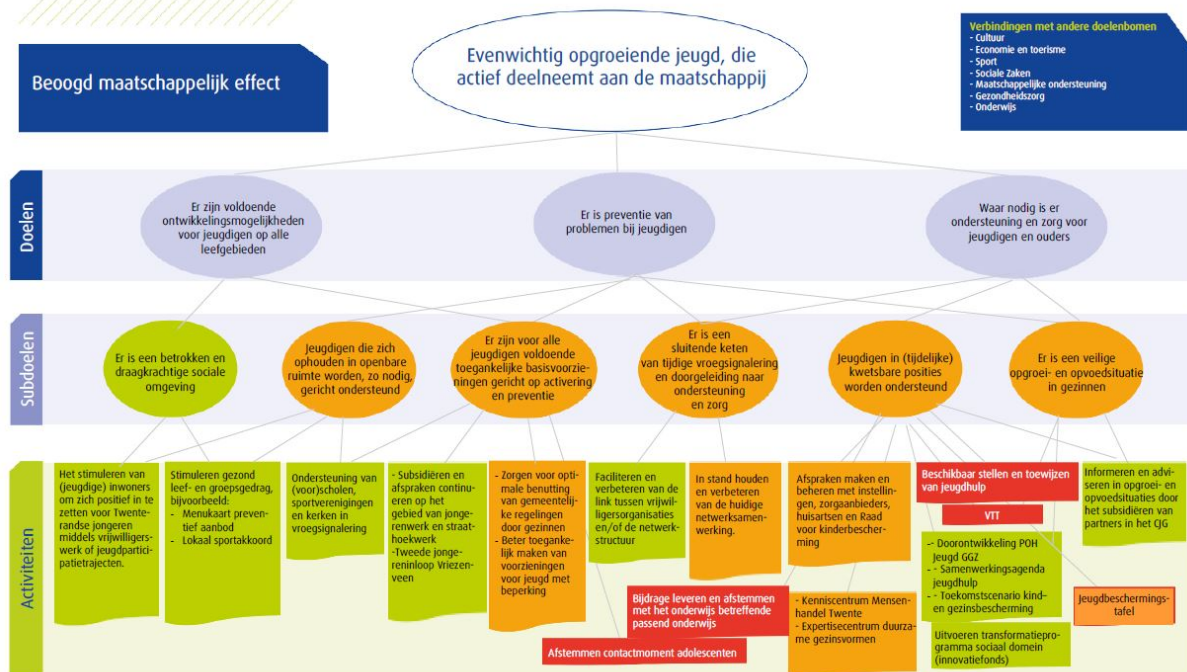 Beoogd maatschappelijk effect
Evenwichtig opgroeiende jeugd, die
actief deelneemt aan de maatschappij
Verbindingen met andere doelenbomen
- Cultuur
- Economie en toerisme
- Sport
- Sociale Zaken
- Maatschappelijke ondersteuning
- Gezondheidszorg
- Onderwijs
Doelen
Er zijn voldoende
ontwikkelingsmogelijkheden
voor jeugdigen op alle
leefgebieden
Er is preventie van
problemen bij jeugdigen
Waar nodig is er
ondersteuning en zorg voor
jeugdigen en ouders
Subdoelen
Er is een betrokken en
draagkrachtige sociale
omgeving
Jeugdigen die zich
ophouden in openbare
ruimte worden, zo nodig,
gericht ondersteund
Er zijn voor alle
jeugdigen voldoende
toegankelijke basisvoorzie-
ningen gericht op activering
en preventie
Er is een
sluitende keten
van tijdige vroegsignalering
en doorgeleiding naar
ondersteuning
en zorg
Jeugdigen in (tijdelijke)
kwetsbare posities
worden ondersteund
Er is een veilige
opgroei- en opvoedsituatie
in gezinnen
Activiteiten
Het stimuleren van
(jeugdige) inwoners
om zich positief in te
zetten voor Twente-
randse jongeren
middels vrijwilligers-
werk of jeugdpartici-
patietrajecten.
Stimuleren gezond
leef- en groepsgedrag,
bijvoorbeeld:
- Menukaart preven-
tief aanbod
- Lokaal sportakkoord
Ondersteuning van
(voor)scholen,
sportverenigingen
en kerken in
vroegsignalering
- Subsidiëren en
afspraken continu-
eren op het
gebied van
jongerenwerk en straat-
hoekwerk
-Tweede jonge-
reninloop Vriezen-
veen
- Zorgen voor opti-
male benutting
van gemeentelij-
ke regelingen
door gezinnen
- Beter toegan-
kelijk maken van
voorzieningen
voor jeugd met
beperking
Faciliteren en
verbeteren van de
link tussen vrijwil-
ligersorganisaties
en/of de netwerk-
structuur
In stand houden
en verbeteren
van de huidige
netwerksamen-
werking.
Afspraken maken en
beheren met instellin-
gen, zorgaanbieders,
huisartsen en Raad
voor kinderbescher-
ming
Beschikbaar stellen en toewijzen
van jeugdhulp
VTT
Informeren en advi-
seren in opgroei- en
opvoedsituaties door
het subsidiëren van
partners in het CJG
-- Doorontwikkeling POH
Jeugd GGZ
- - Samenwerkingsagenda
jeugdhulp
- - Toekomstscenario kind-
en gezinsbescherming
Jeugdbeschermings-
tafel
Bijdrage leveren en afstemmen
met het onderwijs betreffende
passend onderwijs
- Kenniscentrum Mensen-
handel Twente
- Expertisecentrum duurza-
me gezinsvormen
Afstemmen contactmoment adolescenten
Uitvoeren transformatiepro-
gramma sociaal domein
(innovatiefonds)